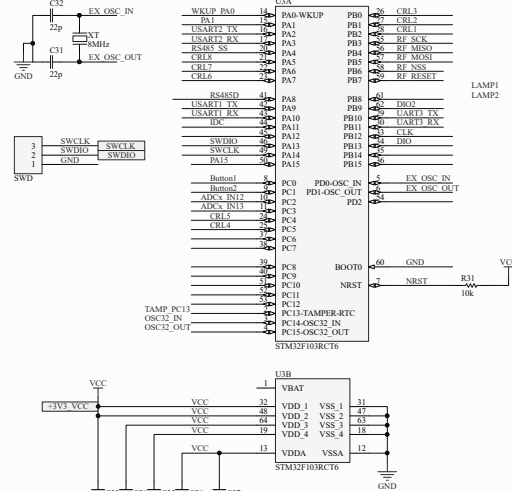 C32
EX_OSC_IN
22p
XT
8MHz
C31
EX_OSC_OUT
22p
GND
SWCLK
SWDIO
GND
3
2
1
SWCLK
SWDIO
SWD
U3A
WKUP_PA0 14 PA0-WKUP
PA1 15 PA1
USART2_TX 16 PA2
USART2_RX 17 PA3
RS485_SS 20 PA4
CRL8 21 PA5
CRL7 22 PA6
CRL6 23 PA7
RS485D 41 PA8
USART1_TX 42 PA9
USART1_RX 43 PA10
IDC 44 PA11
45 PA12
SWDIO 46 PA13
SWCLK 49 PA14
PA15 50 PA15
Button1 8 PC0
Button2 9 PC1
ADCx_IN12 10 PC2
ADCx_IN13 11 PC3
CRL5 24 PC4
CRL4 25 PC5
37 PC6
38 PC7
39 PC8
40 PC9
51 PC10
52 PC11
53 PC12
TAMP_PC13 PC13-TAMPER-RTC
OSC32_IN PC14-OSC32_IN
OSC32_OUT PC15-OSC32_OUT
PB0 26 CRL3
PB1 27 CRL2
PB2 28 CRL1
PB3 55 RF_SCK
PB4 56 RF_MISO
PB5 57 RF_MOSI
PB6 58 RF_NSS
PB7 59 RF_RESET
PB8 61
PB9 62 DIO2
PB10 29 UART3_TX
PB11 30 UART3_RX
PB12 33 CLK
PB13 34 DIO
PB14 35
PB15 36
PD0-OSC_IN 5 EX_OSC_IN
PD1-OSC_OUT 6 EX_OSC_OUT
PD2 54
BOOT0 60 GND
NRST 7 NRST
R31
10k
LAMP1
LAMP2
STM32F103RCT6
U3B
VCC
+3V3_VCC
1 VBAT
VCC 32 VDD_1 VSS_1 31
VCC 48 VDD_2 VSS_2 47
VCC 64 VDD_3 VSS_3 63
VCC 19 VDD_4 VSS_4 18
VCC 13 VDDA VSSA 12
STM32F103RCT6
GND